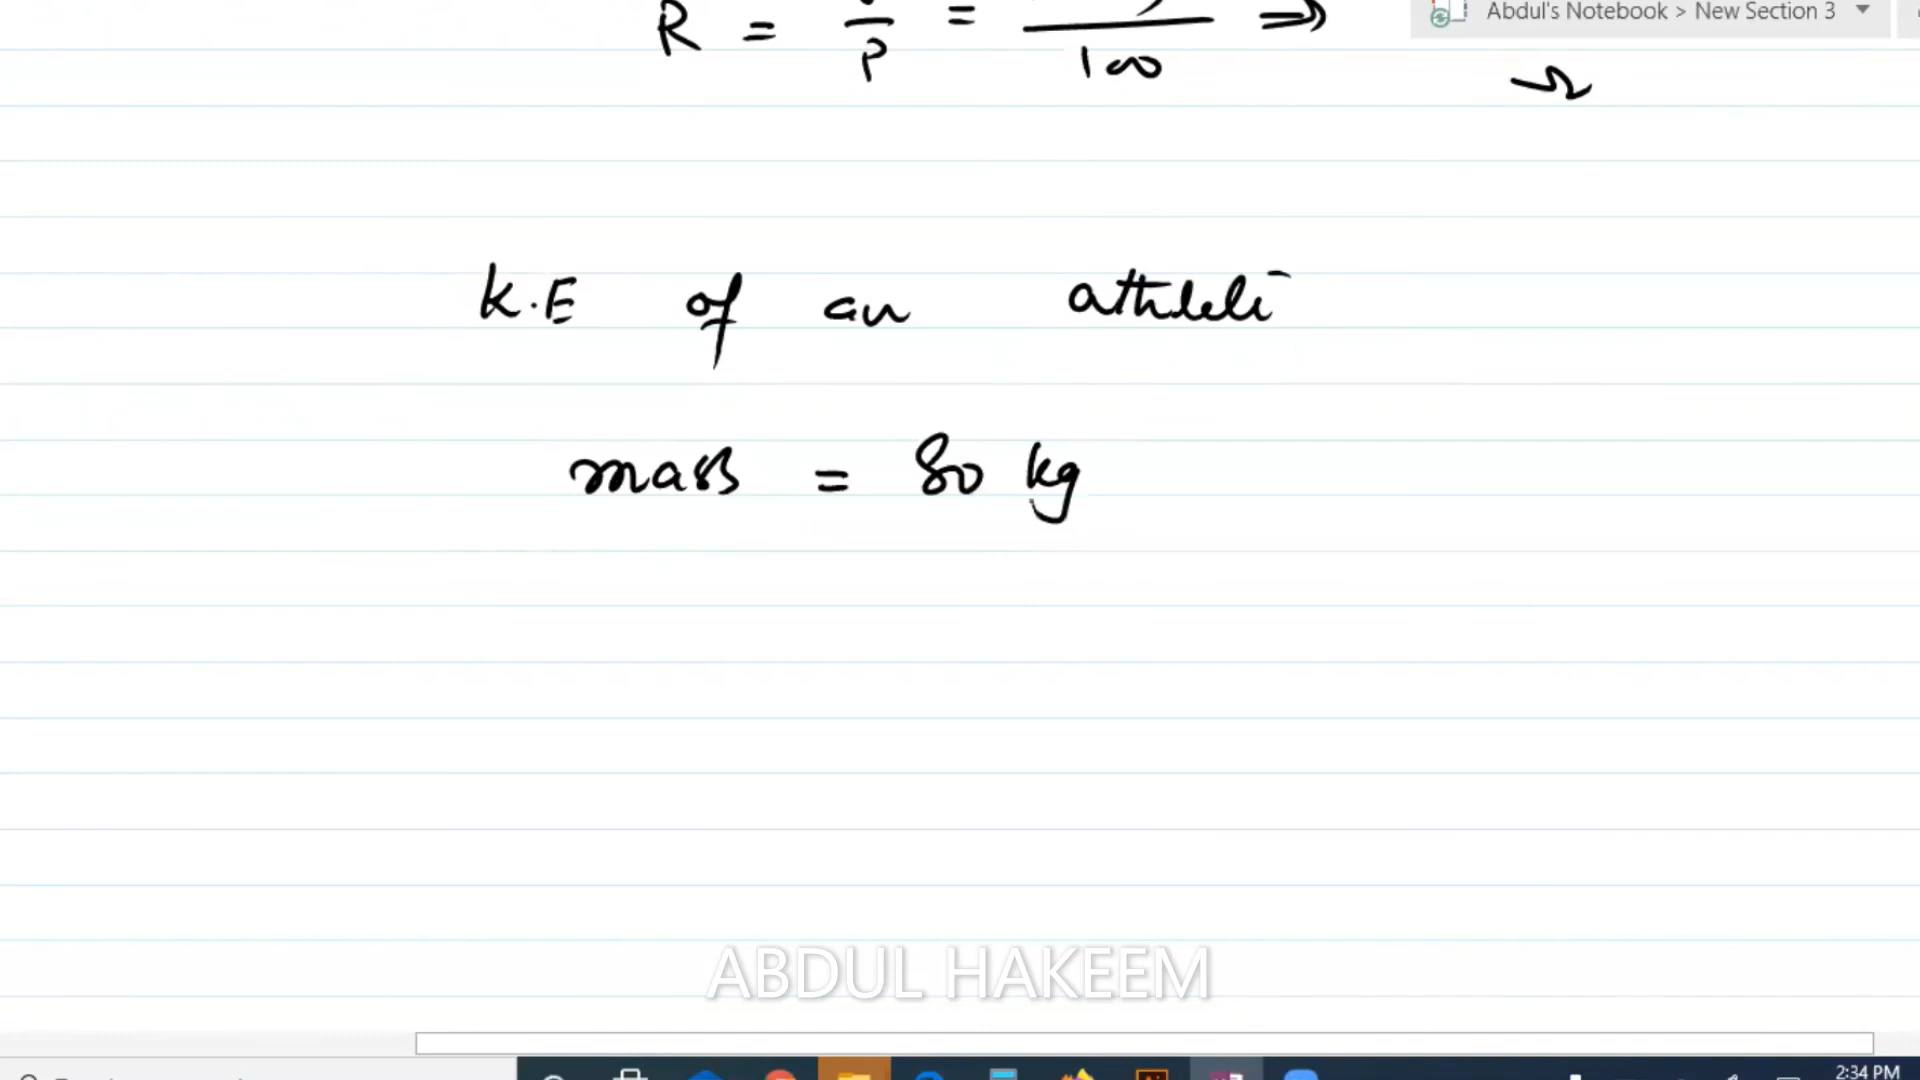 Abdul's Notebook > New Section 3
R = /P = /100 ⇒
K.E of an athlete
mass = 80 kg
ABDUL HAKEEM
2:34 PM